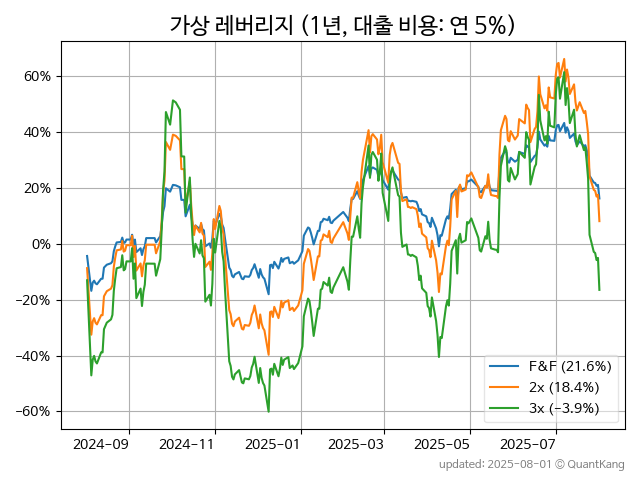 가상 레버리지 (1년, 대출 비용: 연 5%)
60%
40%
20%
0%
−20%
−40%
−60%
F&F (21.6%)
2x (18.4%)
3x (−3.9%)
2024-09
2024-11
2025-01
2025-03
2025-05
2025-07
updated: 2025-08-01 © QuantKang